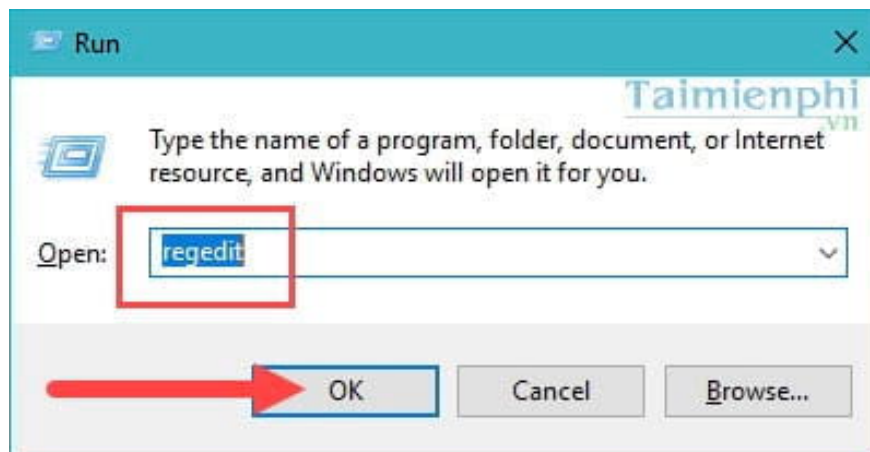 Run
Taimienphi
.vn
Type the name of a program, folder, document, or Internet
resource, and Windows will open it for you.
Open: regedit
OK Cancel Browse...